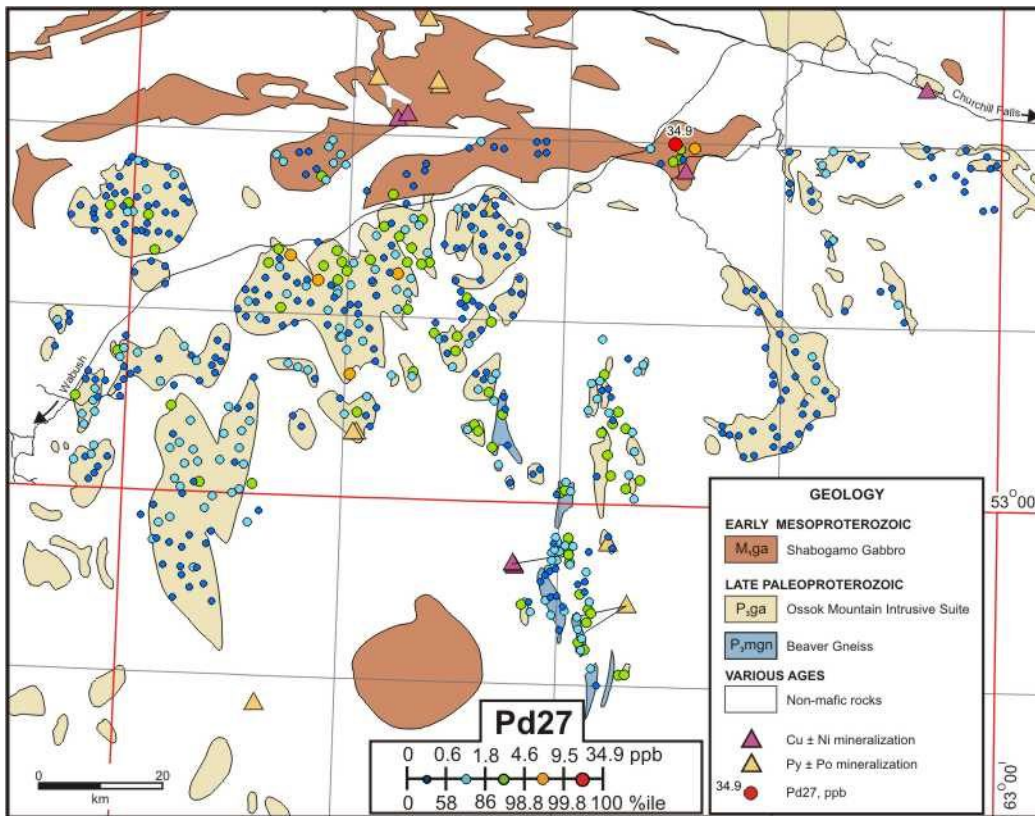 Churchill Falls
34.9
Wabush
53°00'
GEOLOGY
EARLY MESOPROTEROZOIC
M₁ga Shabogamo Gabbro
LATE PALEOPROTEROZOIC
P₃ga Ossok Mountain Intrusive Suite
P₃mgn Beaver Gneiss
VARIOUS AGES
Non-mafic rocks
Cu ± Ni mineralization
Py ± Po mineralization
34.9 Pd27, ppb
Pd27
0 0.6 1.8 4.6 9.5 34.9 ppb
0 58 86 98.8 99.8 100 %ile
0 20
km
63°00'